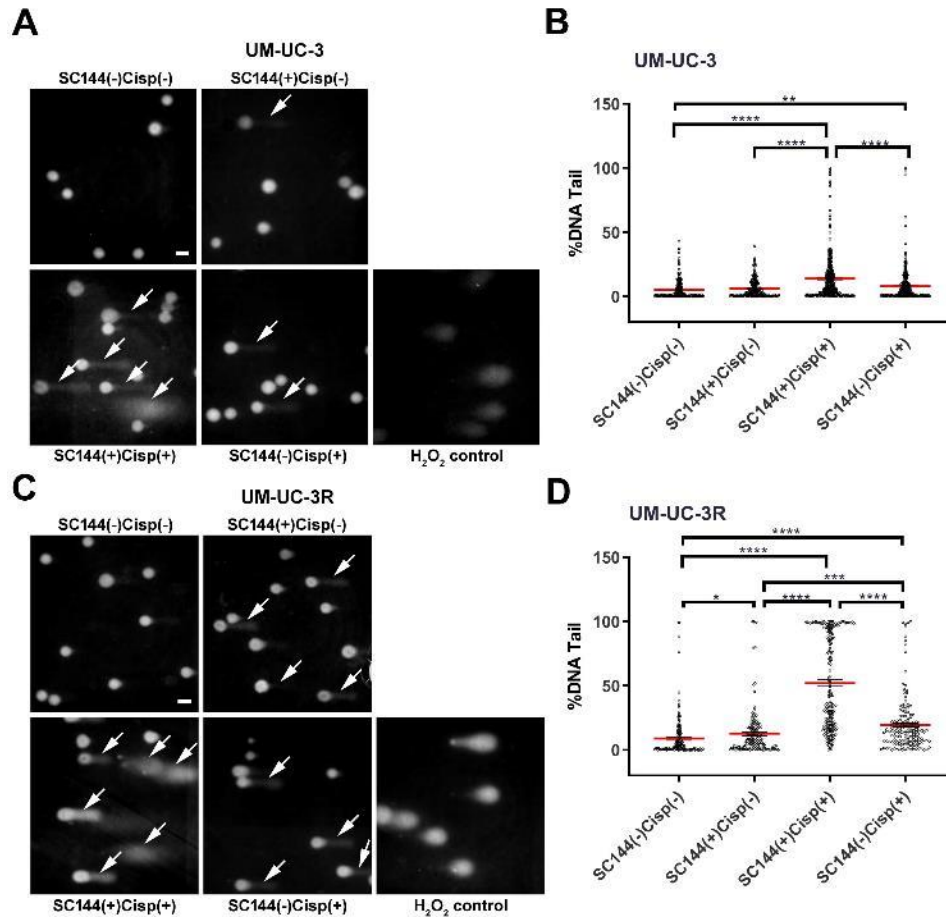 A
UM-UC-3
SC144(-)Cisp(-)
SC144(+)Cisp(-)
SC144(+)Cisp(+)
SC144(-)Cisp(+)
H₂O₂ control
B
UM-UC-3
**
****
**** ****
150
100
50
0
%DNA Tail
SC144(-)Cisp(-)
SC144(+)Cisp(-)
SC144(+)Cisp(+)
SC144(-)Cisp(+)
C
UM-UC-3R
SC144(-)Cisp(-)
SC144(+)Cisp(-)
SC144(+)Cisp(+)
SC144(-)Cisp(+)
H₂O₂ control
D
UM-UC-3R
****
****
***
* **** ****
150
100
50
0
%DNA Tail
SC144(-)Cisp(-)
SC144(+)Cisp(-)
SC144(+)Cisp(+)
SC144(-)Cisp(+)